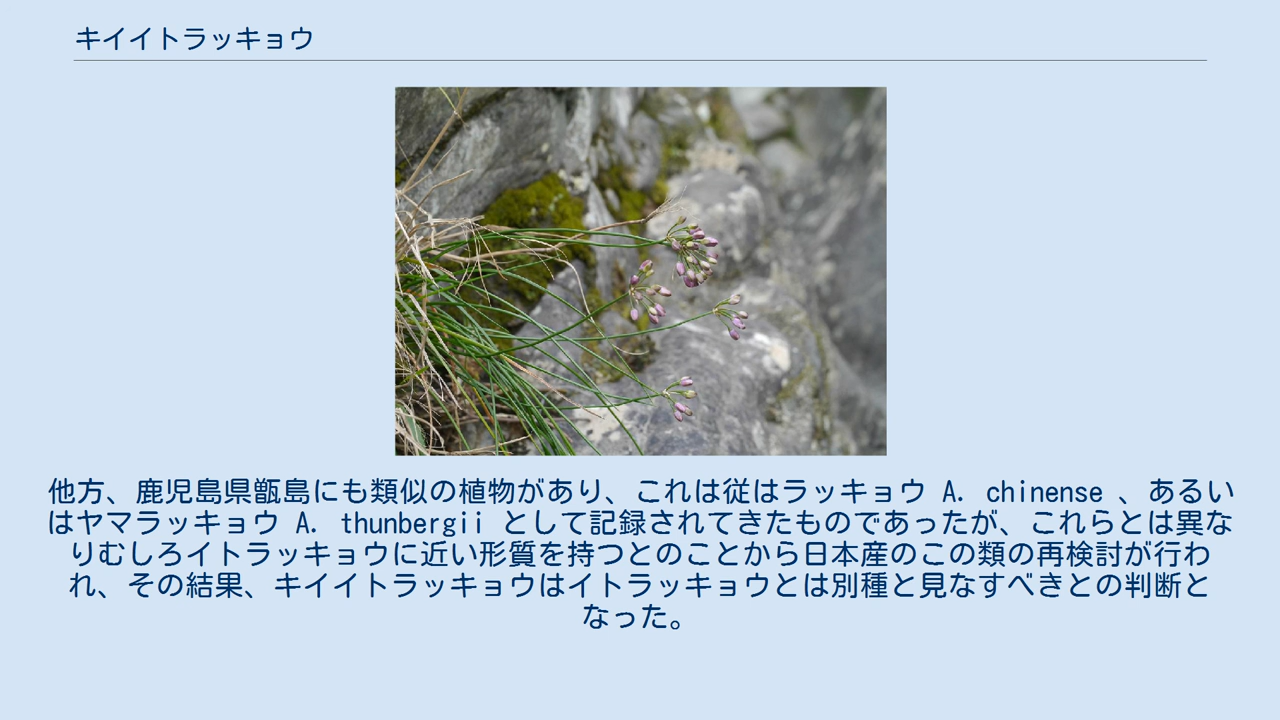 キイイトラッキョウ
他方、鹿児島県甑島にも類似の植物があり、これは従はラッキョウ A. chinense 、あるい
はヤマラッキョウ A. thunbergii として記録されてきたものであったが、これらとは異な
りむしろイトラッキョウに近い形質を持つとのことから日本産のこの類の再検討が行わ
れ、その結果、キイイトラッキョウはイトラッキョウとは別種と見なすべきとの判断と
なった。